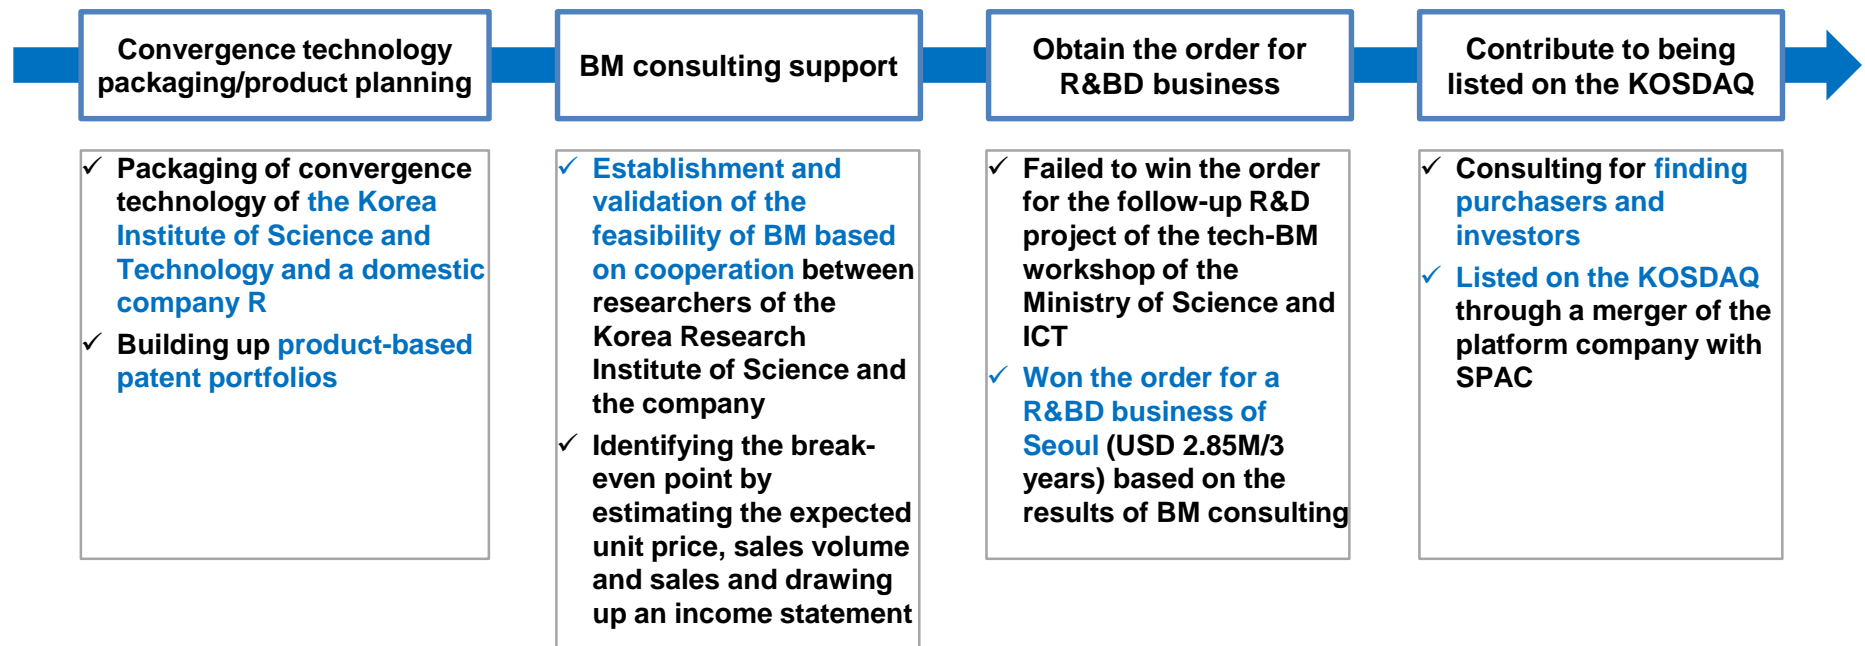 Convergence technology
packaging/product planning
BM consulting support
Obtain the order for
R&BD business
Contribute to being
listed on the KOSDAQ
✓ Packaging of convergence
technology of the Korea
Institute of Science and
Technology and a domestic
company R
✓ Building up product-based
patent portfolios
✓ Establishment and
validation of the
feasibility of BM based
on cooperation between
researchers of the
Korea Research
Institute of Science and
the company
✓ Identifying the break-
even point by
estimating the expected
unit price, sales volume
and sales and drawing
up an income statement
✓ Failed to win the order
for the follow-up R&D
project of the tech-BM
workshop of the
Ministry of Science and
ICT
✓ Won the order for a
R&BD business of
Seoul (USD 2.85M/3
years) based on the
results of BM consulting
✓ Consulting for finding
purchasers and
investors
✓ Listed on the KOSDAQ
through a merger of the
platform company with
SPAC